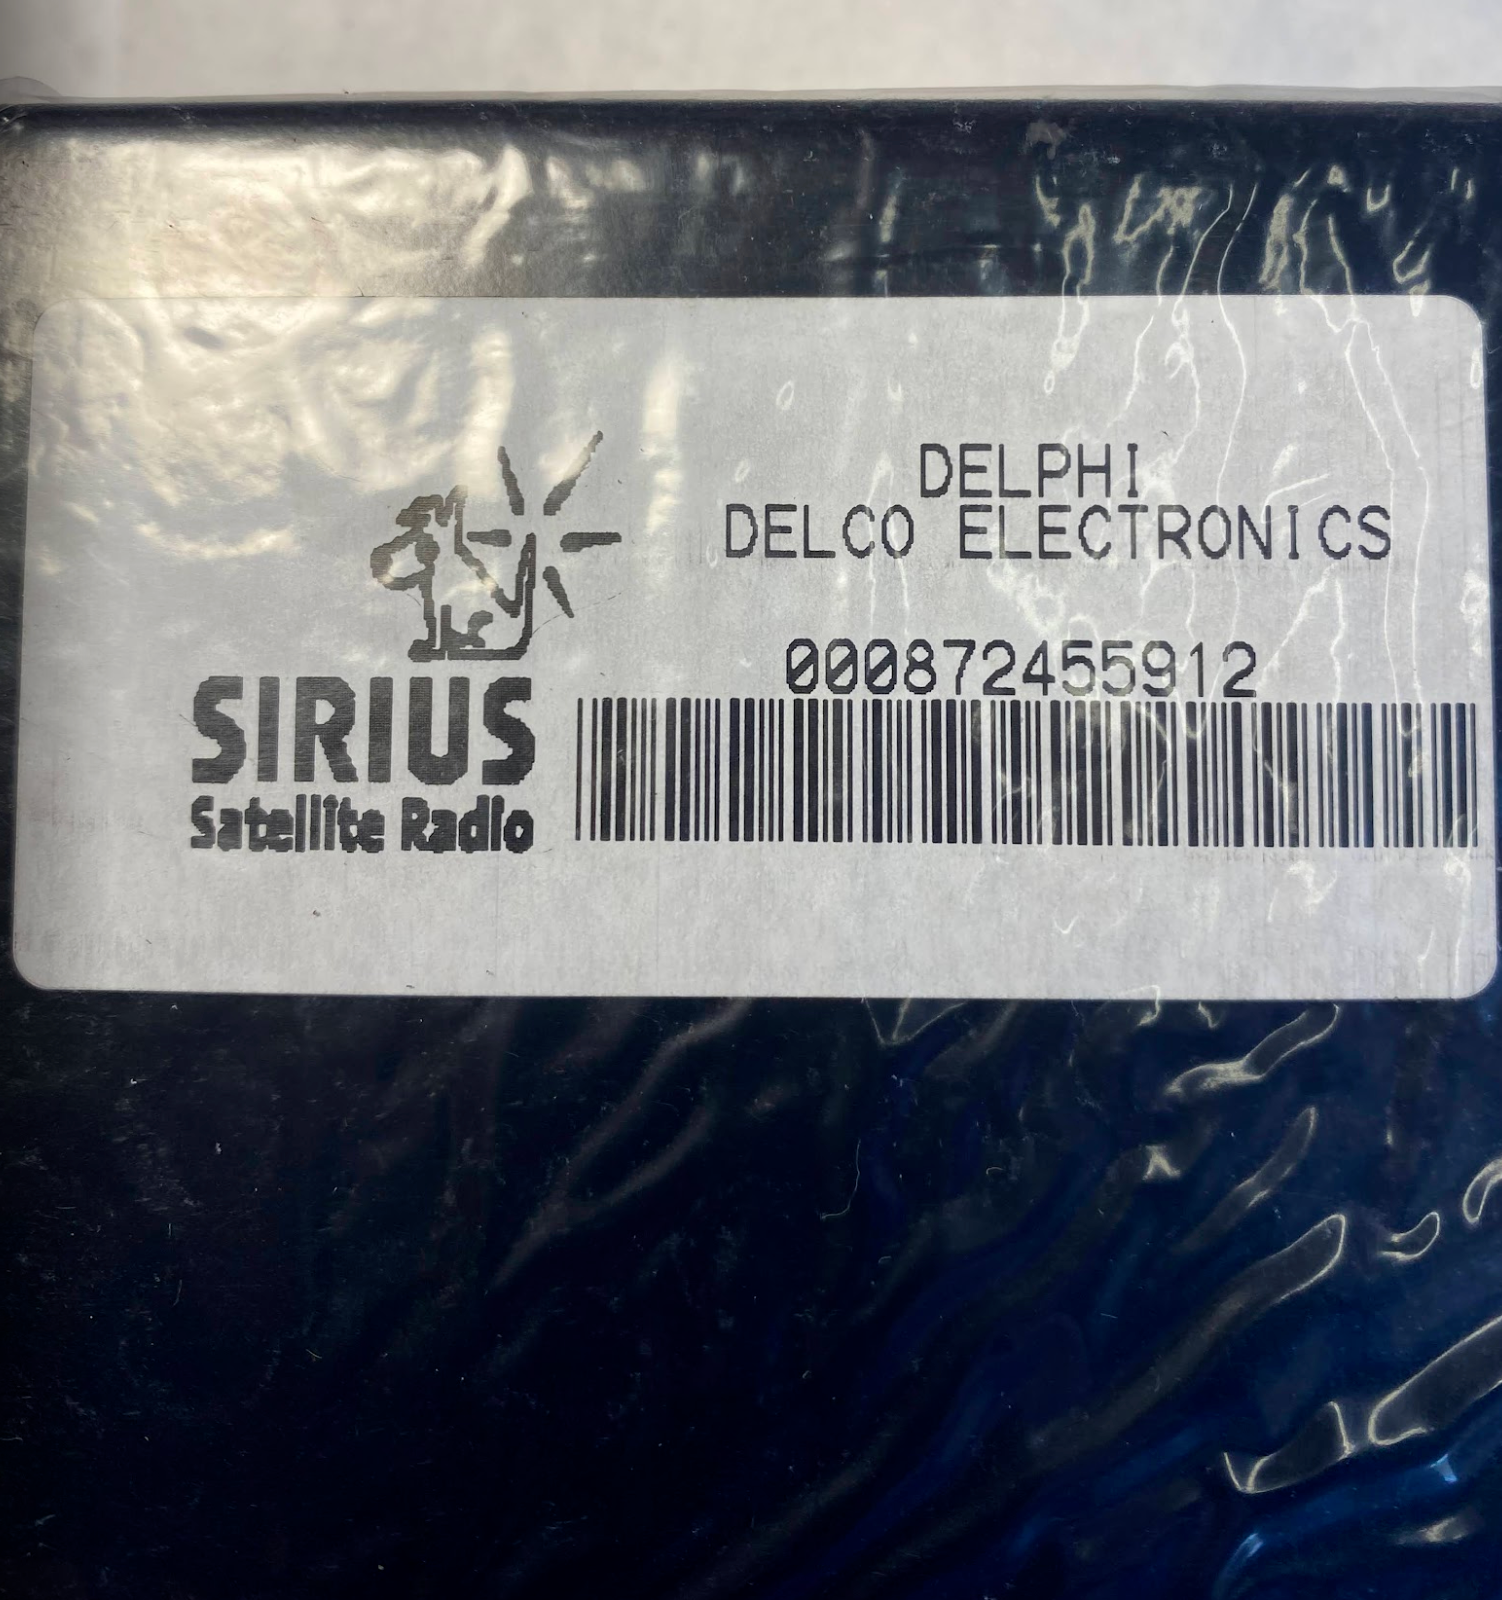 DELPHI
DELCO ELECTRONICS
000872455912
SIRIUS
Satellite Radio